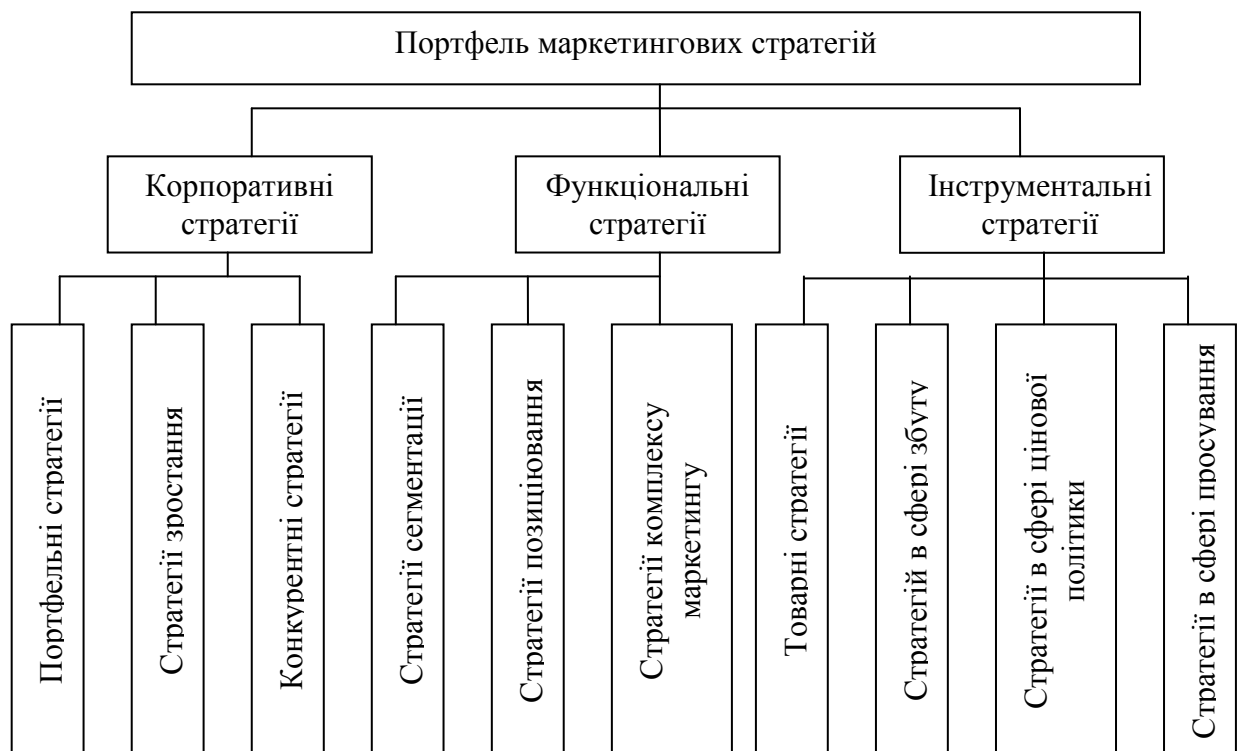 Портфель маркетингових стратегій
Корпоративні
стратегії
Функціональні
стратегії
Інструментальні
стратегії
Портфельні стратегії
Стратегії зростання
Конкурентні стратегії
Стратегії сегментації
Стратегії позиціювання
Стратегії комплексу
маркетингу
Товарні стратегії
Стратегій в сфері збуту
Стратегії в сфері цінової
політики
Стратегії в сфері просування